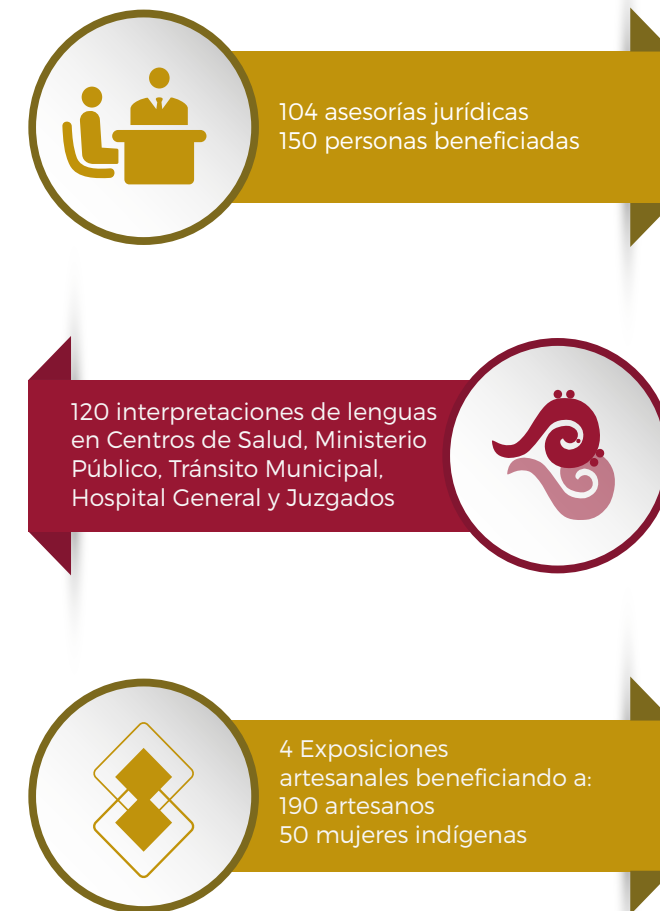 104 asesorías jurídicas
150 personas beneficiadas
120 interpretaciones de lenguas
en Centros de Salud, Ministerio
Público, Tránsito Municipal,
Hospital General y Juzgados
4 Exposiciones
artesanales beneficiando a:
190 artesanos
50 mujeres indígenas